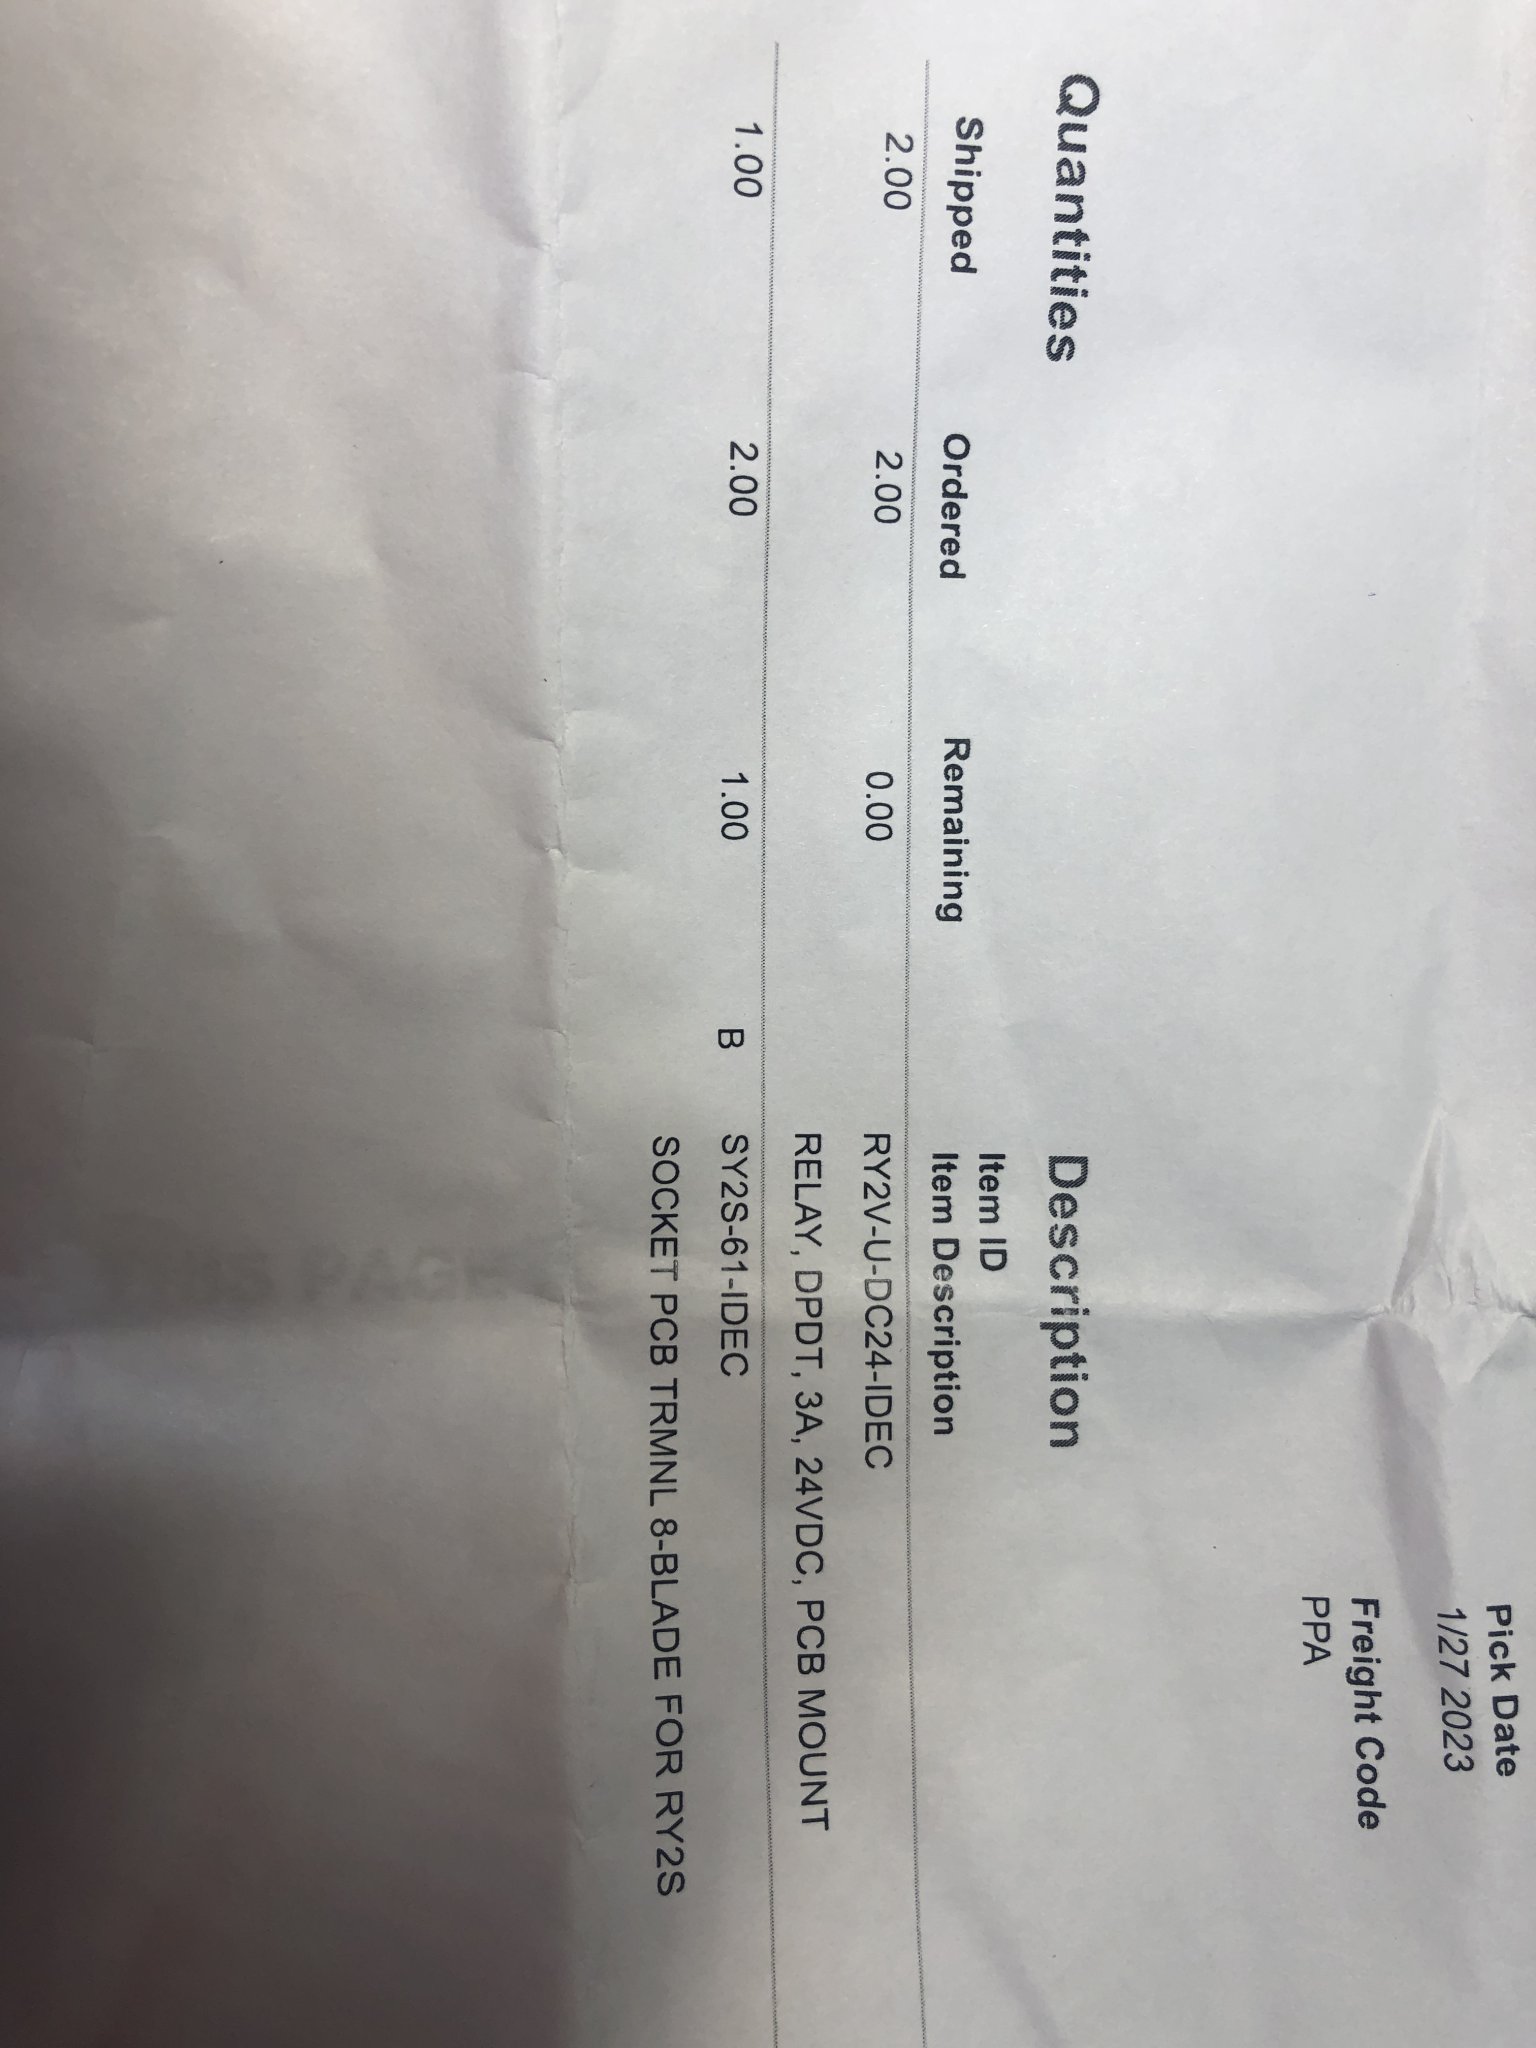 Pick Date
1/27 2023
Freight Code
PPA
Quantities Description
Item ID
Shipped Ordered Remaining Item Description
2.00 2.00 0.00 RY2V-U-DC24-IDEC
RELAY, DPDT, 3A, 24VDC, PCB MOUNT
1.00 2.00 1.00 B SY2S-61-IDEC
SOCKET PCB TRMNL 8-BLADE FOR RY2S